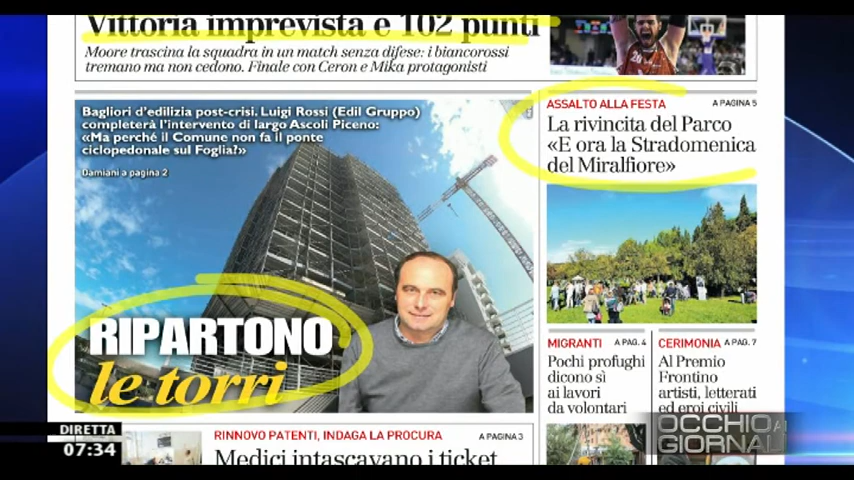 Vittoria imprevista e 102 punti
Moore trascina la squadra in un match senza difese: i biancorossi
tremano ma non cedono. Finale con Ceron e Mika protagonisti
Bagliori d'edilizia post-crisi. Luigi Rossi (Edil Gruppo)
completerà l'intervento di largo Ascoli Piceno:
«Ma perché il Comune non fa il ponte
ciclopedonale sul Foglia?»
Damiani a pagina 2
RIPARTONO
le torri
ASSALTO ALLA FESTA A PAGINA 5
La rivincita del Parco
«E ora la Stradomenica
del Miralfiore»
MIGRANTI A PAG. 4
Pochi profughi
dicono sì
ai lavori
da volontari
CERIMONIA A PAG. 7
Al Premio
Frontino
artisti, letterati
ed eroi civili
RINNOVO PATENTI, INDAGA LA PROCURA A PAGINA 3
Medici intascavano i ticket
DIRETTA
07:34
OCCHIO AI
GIORNALI